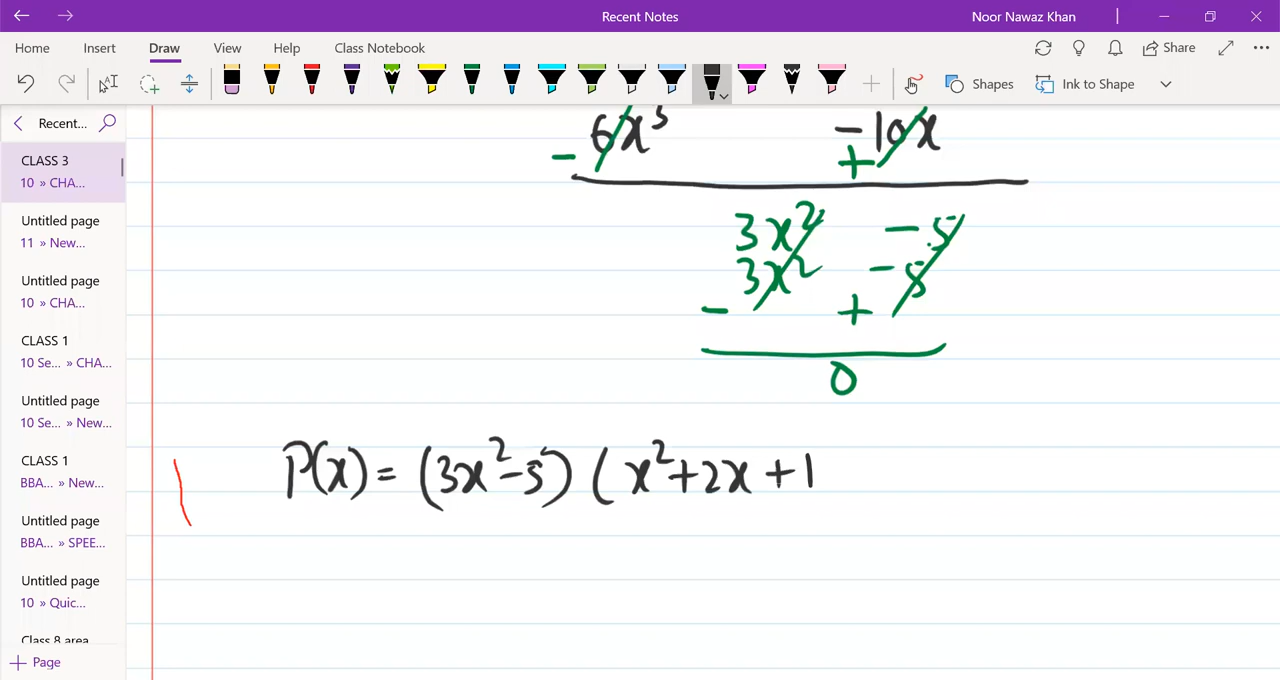 Recent Notes
Noor Nawaz Khan
Home Insert Draw View Help Class Notebook
Share
Shapes
Ink to Shape
Recent...
CLASS 3
10 » CHA...
Untitled page
11 » New...
Untitled page
10 » CHA...
CLASS 1
10 Se... » CHA...
Untitled page
10 Se... » New...
CLASS 1
BBA... » New...
Untitled page
BBA... » SPEE...
Untitled page
10 » Quic...
Class 8 area
+ Page
6x³ - 10x
- +
3x² - 5
3x² - 5
- +
0
P(x) = (3x²-5) (x²+2x+1